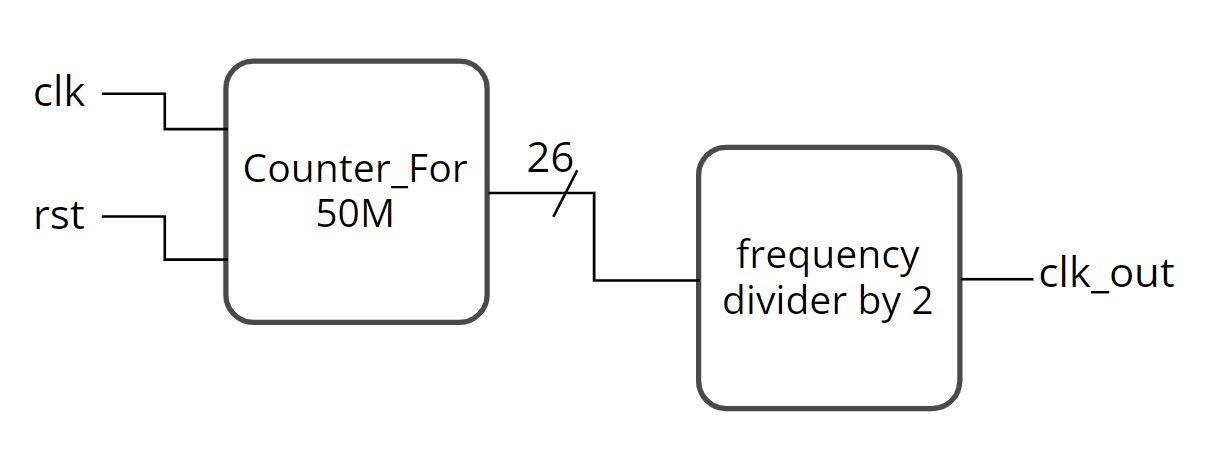 clk
rst
Counter_For
50M
26
frequency
divider by 2
clk_out